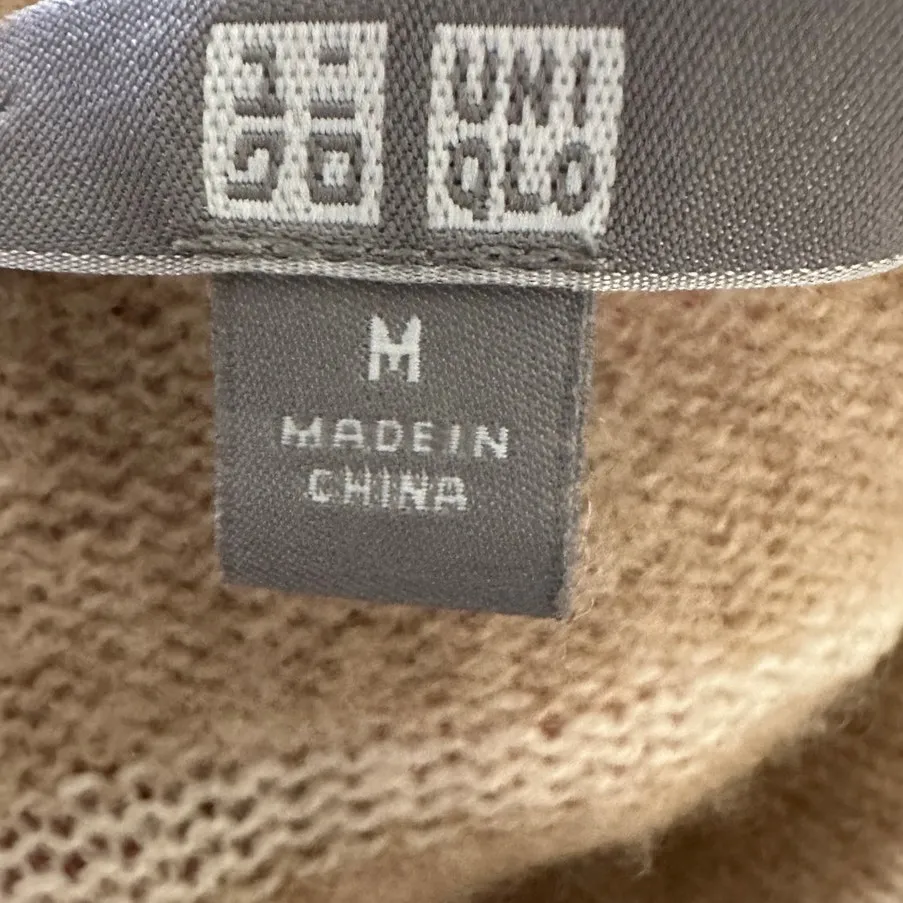 ユニ UNI
クロ QLO
M
MADE IN
CHINA